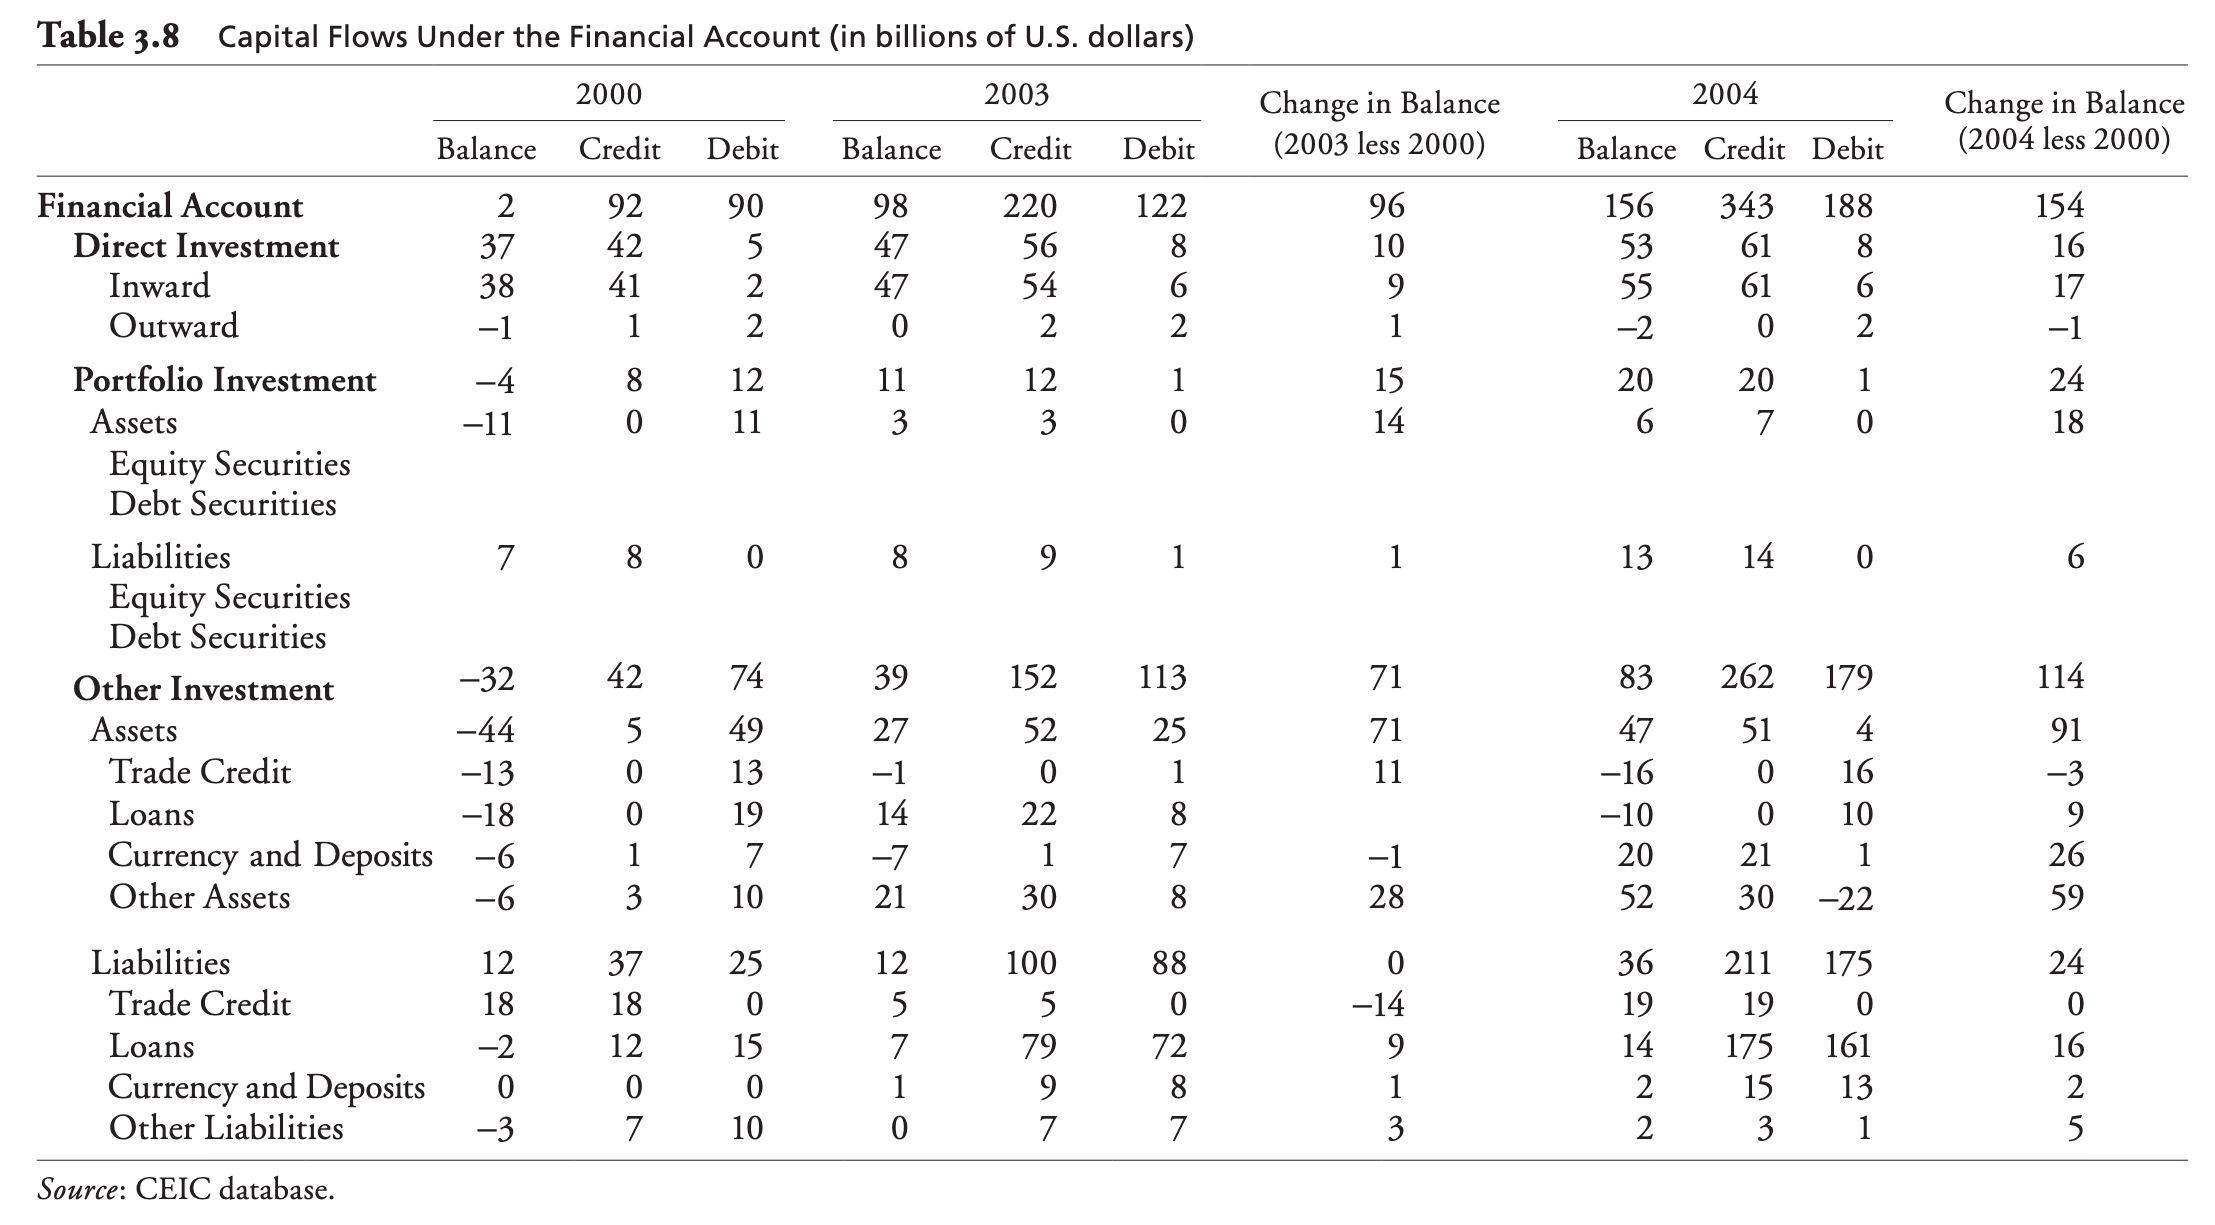 Table 3.8 Capital Flows Under the Financial Account (in billions of U.S. dollars)
2000 2003 Change in Balance (2003 less 2000) 2004 Change in Balance (2004 less 2000)
Balance Credit Debit Balance Credit Debit Balance Credit Debit
Financial Account 2 92 90 98 220 122 96 156 343 188 154
Direct Investment 37 42 5 47 56 8 10 53 61 8 16
Inward 38 41 2 47 54 6 9 55 61 6 17
Outward –1 1 2 0 2 2 1 –2 0 2 –1
Portfolio Investment –4 8 12 11 12 1 15 20 20 1 24
Assets –11 0 11 3 3 0 14 6 7 0 18
Equity Securities
Debt Securitiıes
Liabilities 7 8 0 8 9 1 1 13 14 0 6
Equity Securities
Debt Securities
Other Investment –32 42 74 39 152 113 71 83 262 179 114
Assets –44 5 49 27 52 25 71 47 51 4 91
Trade Credit –13 0 13 –1 0 1 11 –16 0 16 –3
Loans –18 0 19 14 22 8 –10 0 10 9
Currency and Deposits –6 1 7 –7 1 7 –1 20 21 1 26
Other Assets –6 3 10 21 30 8 28 52 30 –22 59
Liabilities 12 37 25 12 100 88 0 36 211 175 24
Trade Credit 18 18 0 5 5 0 –14 19 19 0 0
Loans –2 12 15 7 79 72 9 14 175 161 16
Currency and Deposits 0 0 0 1 9 8 1 2 15 13 2
Other Liabilities –3 7 10 0 7 7 3 2 3 1 5
Source: CEIC database.